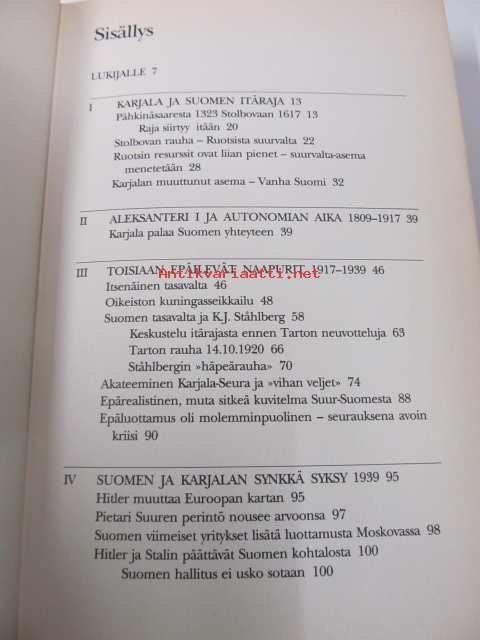 Sisällys
LUKIJALLE 7
I KARJALA JA SUOMEN ITÄRAJA 13
Pähkinäsaaresta 1323 Stolbovaan 1617 13
Raja siirtyy itään 20
Stolbovan rauha – Ruotsista suurvalta 22
Ruotsin resurssit ovat liian pienet – suurvalta-asema
menetetään 28
Karjalan muuttunut asema – Vanha Suomi 32
II ALEKSANTERI I JA AUTONOMIAN AIKA 1809–1917 39
Karjala palaa Suomen yhteyteen 39
III TOISIAAN EPÄILEVÄT NAAPURIT 1917–1939 46
Antikvariaatti.net
Itsenäinen tasavalta 46
Oikeiston kuningasseikkailu 48
Suomen tasavalta ja K.J. Ståhlberg 58
Keskustelu itärajasta ennen Tarton neuvotteluja 63
Tarton rauha 14.10.1920 66
Ståhlbergin »häpeärauha» 70
Akateeminen Karjala-Seura ja »vihan veljet» 74
Epärealistinen, muta sitkeä kuvitelma Suur-Suomesta 88
Epäluottamus oli molemminpuolinen – seurauksena avoin
kriisi 90
IV SUOMEN JA KARJALAN SYNKKÄ SYKSY 1939 95
Hitler muuttaa Euroopan kartan 95
Pietari Suuren perintö nousee arvoonsa 97
Suomen viimeiset yritykset lisätä luottamusta Moskovassa 98
Hitler ja Stalin päättävät Suomen kohtalosta 100
Suomen hallitus ei usko sotaan 100